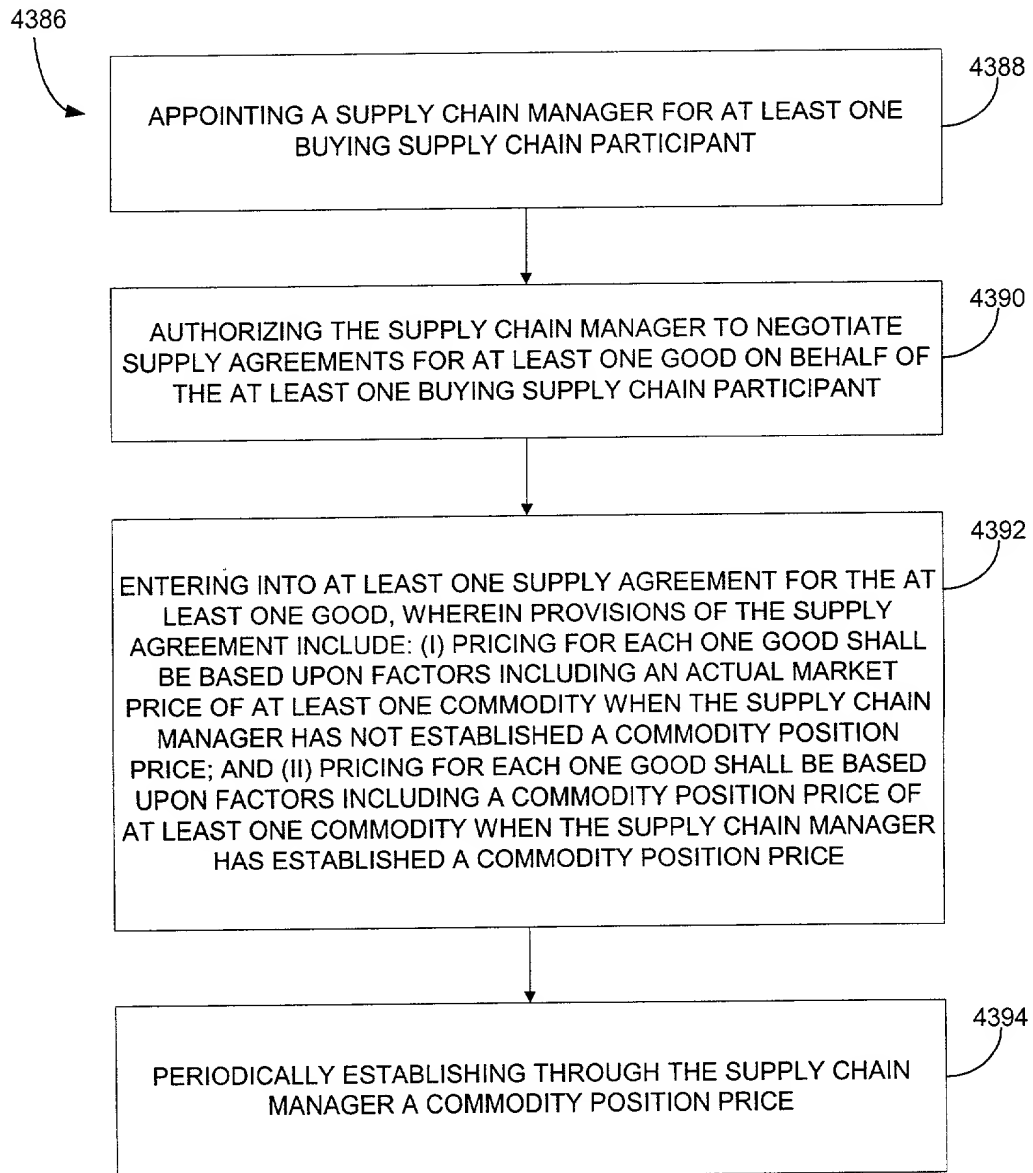 4386
4388
APPOINTING A SUPPLY CHAIN MANAGER FOR AT LEAST ONE
BUYING SUPPLY CHAIN PARTICIPANT
4390
AUTHORIZING THE SUPPLY CHAIN MANAGER TO NEGOTIATE
SUPPLY AGREEMENTS FOR AT LEAST ONE GOOD ON BEHALF OF
THE AT LEAST ONE BUYING SUPPLY CHAIN PARTICIPANT
4392
ENTERING INTO AT LEAST ONE SUPPLY AGREEMENT FOR THE AT
LEAST ONE GOOD, WHEREIN PROVISIONS OF THE SUPPLY
AGREEMENT INCLUDE: (I) PRICING FOR EACH ONE GOOD SHALL
BE BASED UPON FACTORS INCLUDING AN ACTUAL MARKET
PRICE OF AT LEAST ONE COMMODITY WHEN THE SUPPLY CHAIN
MANAGER HAS NOT ESTABLISHED A COMMODITY POSITION
PRICE; AND (II) PRICING FOR EACH ONE GOOD SHALL BE BASED
UPON FACTORS INCLUDING A COMMODITY POSITION PRICE OF
AT LEAST ONE COMMODITY WHEN THE SUPPLY CHAIN MANAGER
HAS ESTABLISHED A COMMODITY POSITION PRICE
4394
PERIODICALLY ESTABLISHING THROUGH THE SUPPLY CHAIN
MANAGER A COMMODITY POSITION PRICE